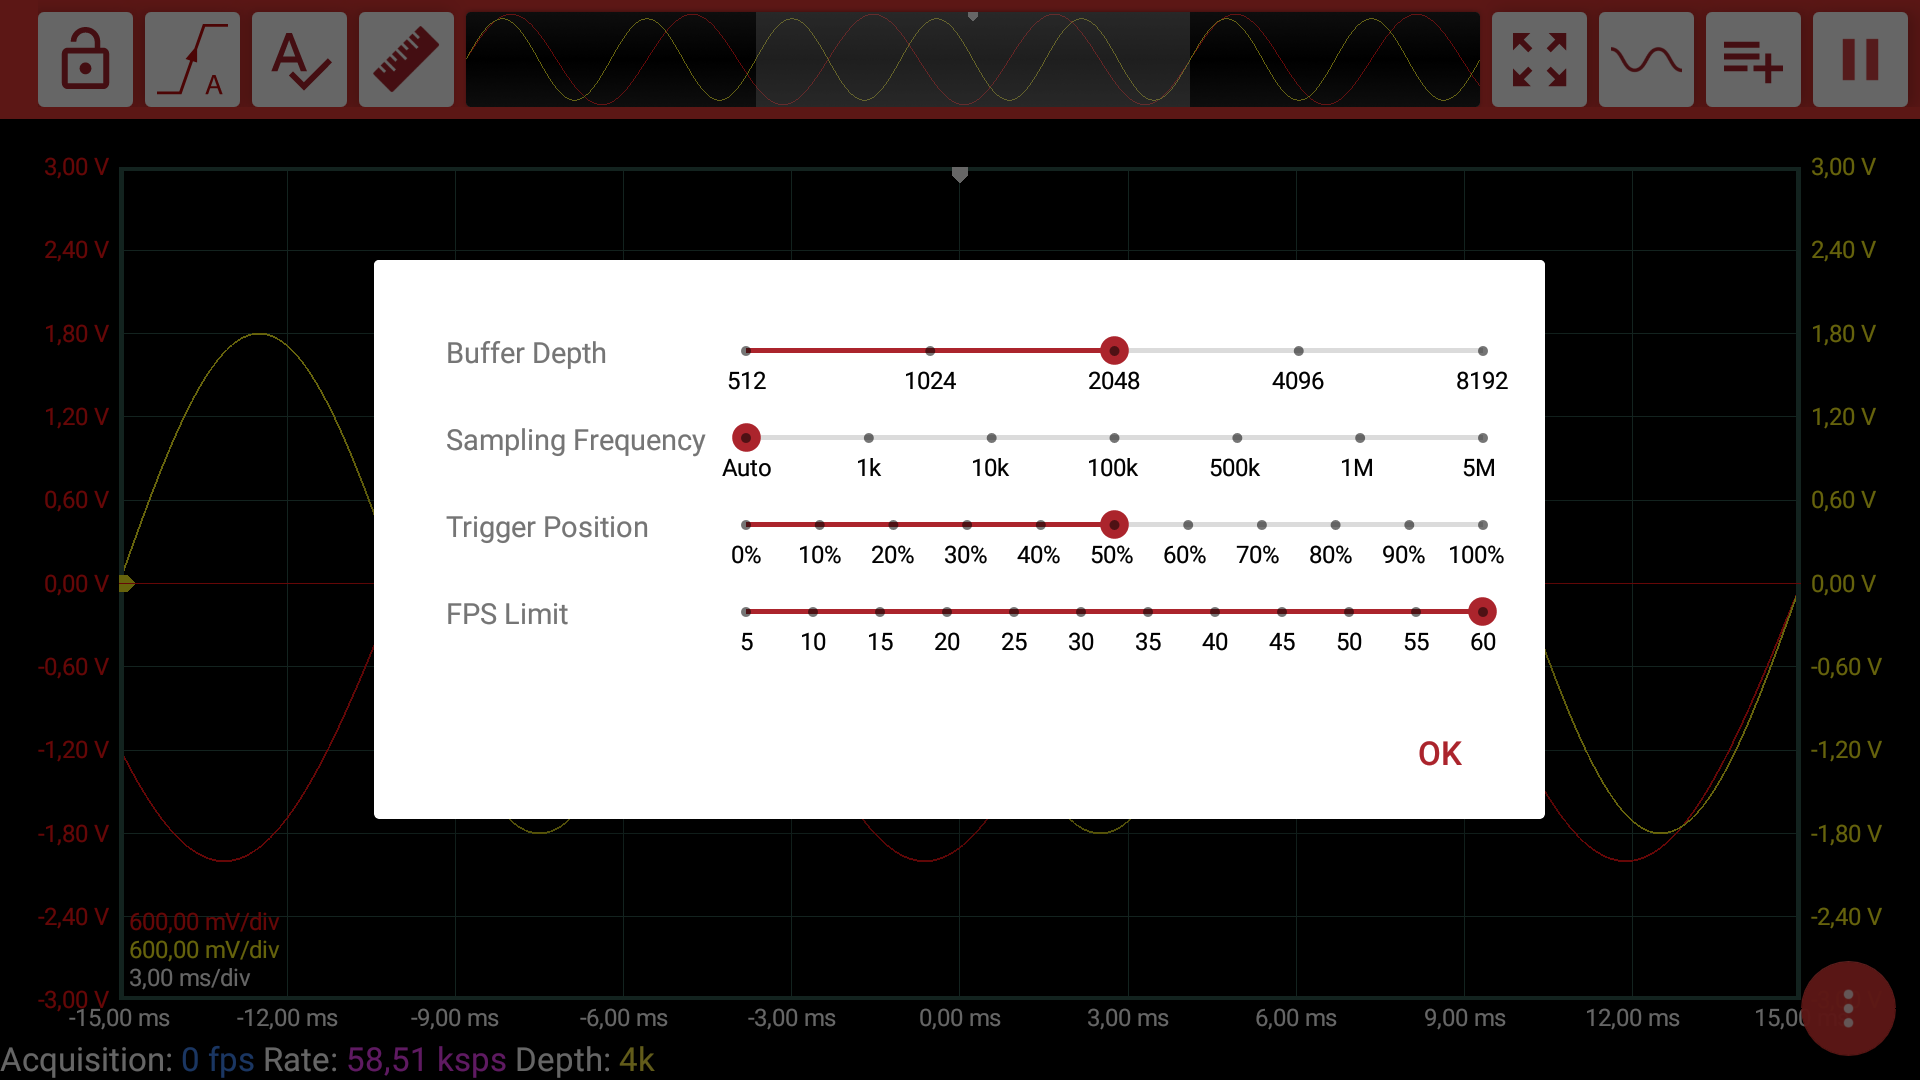 A
A
3,00 V 3,00 V
2,40 V 2,40 V
1,80 V 1,80 V
Buffer Depth
512 1024 2048 4096 8192
1,20 V 1,20 V
Sampling Frequency
Auto 1k 10k 100k 500k 1M 5M
0,60 V 0,60 V
Trigger Position
0% 10% 20% 30% 40% 50% 60% 70% 80% 90% 100%
0,00 V 0,00 V
FPS Limit
5 10 15 20 25 30 35 40 45 50 55 60
-0,60 V -0,60 V
-1,20 V -1,20 V
OK
-1,80 V -1,80 V
-2,40 V -2,40 V
600,00 mV/div
600,00 mV/div
3,00 ms/div
-3,00 V
-15,00 ms -12,00 ms -9,00 ms -6,00 ms -3,00 ms 0,00 ms 3,00 ms 6,00 ms 9,00 ms 12,00 ms
Acquisition: 0 fps Rate: 58,51 ksps Depth: 4k